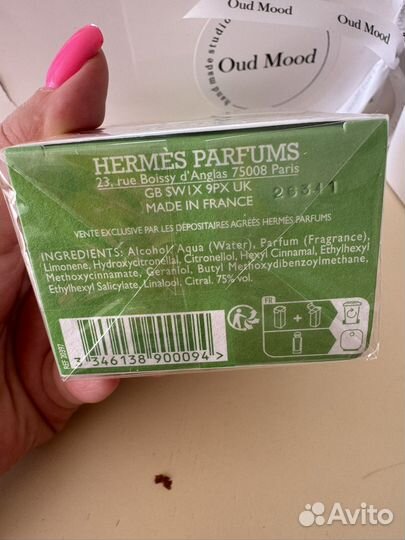 Oud Mood
hand made studio
Oud Mood
HERMÈS PARFUMS
23, rue Boissy d'Anglas 75008 Paris
GB SW1X 9PX UK
MADE IN FRANCE
VENTE EXCLUSIVE PAR LES DÉPOSITAIRES AGRÉÉS HERMÈS PARFUMS
INGREDIENTS: Alcohol, Aqua (Water), Parfum (Fragrance),
Limonene, Hydroxycitronellal, Citronellol, Hexyl Cinnamal, Ethylhexyl
Methoxycinnamate, Geraniol, Butyl Methoxydibenzoylmethane,
Ethylhexyl Salicylate, Linalool, Citral. 75% vol.
FR
+
REF 39297
3 346138 900094
Avito